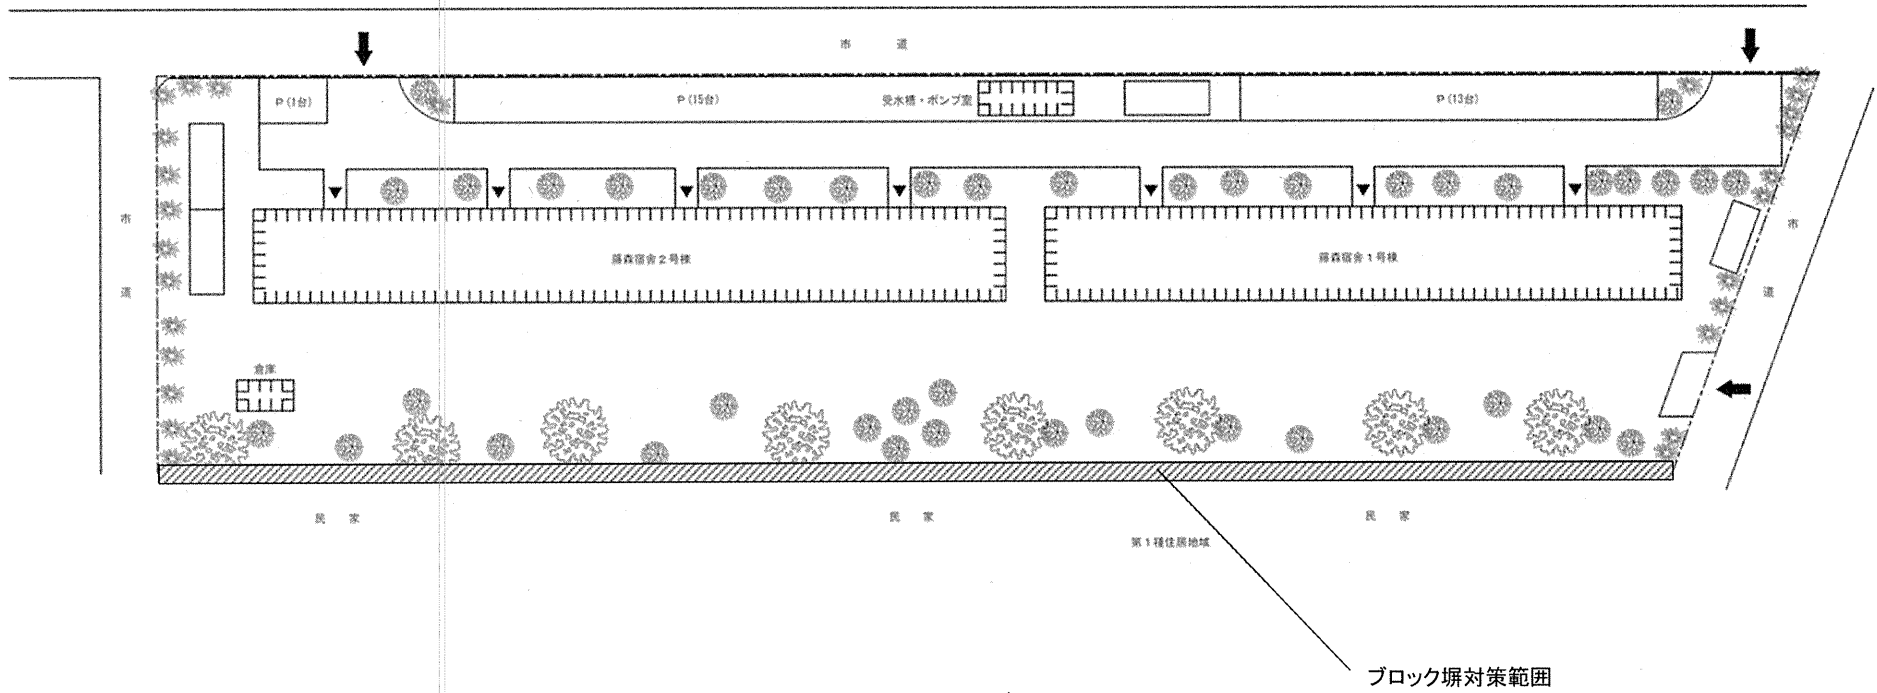 市 道
P(1台)
P(15台)
受水槽・ポンプ室
P(13台)
市 道
市 道
藤森宿舎2号棟
藤森宿舎1号棟
倉庫
民 家
民 家
民 家
第1種住居地域
ブロック塀対策範囲